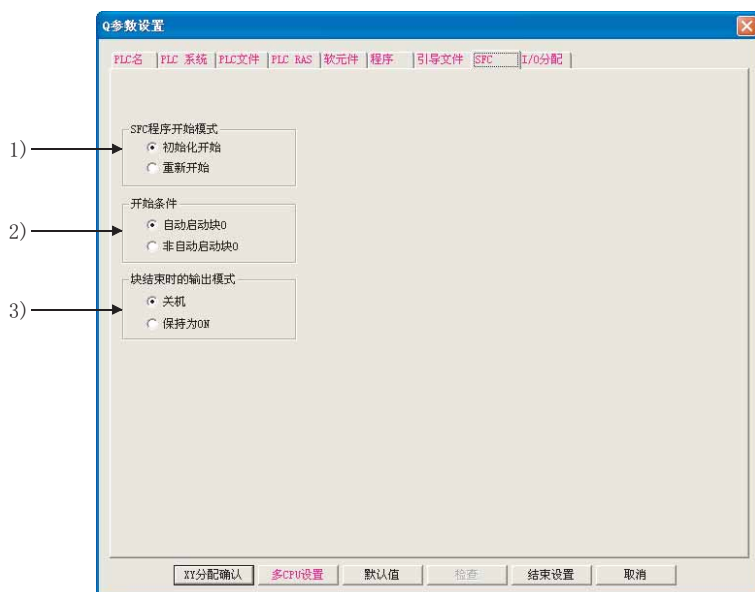 Q参数设置
PLC名 PLC 系统 PLC文件 PLC RAS 软元件 程序 引导文件 SFC I/O分配
1)
SFC程序开始模式
初始化开始
重新开始
2)
开始条件
自动启动块0
非自动启动块0
3)
块结束时的输出模式
关机
保持为ON
XY分配确认 多CPU设置 默认值 检查 结束设置 取消